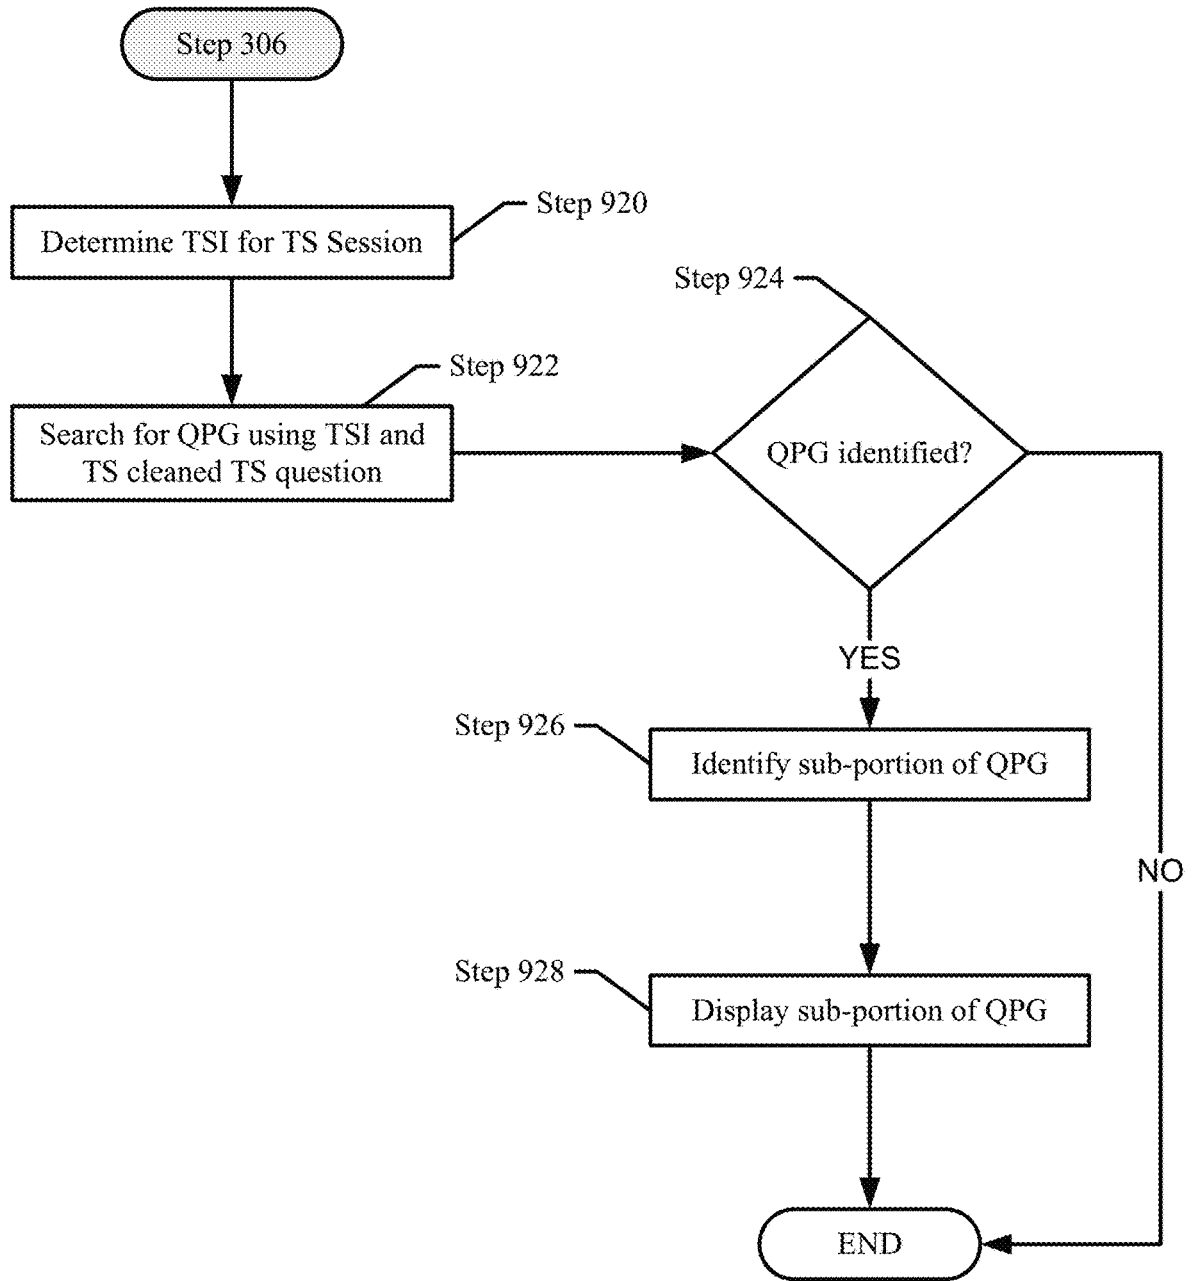 Step 306
Step 920
Determine TSI for TS Session
Step 922
Search for QPG using TSI and
TS cleaned TS question
Step 924
QPG identified?
YES
NO
Step 926
Identify sub-portion of QPG
Step 928
Display sub-portion of QPG
END